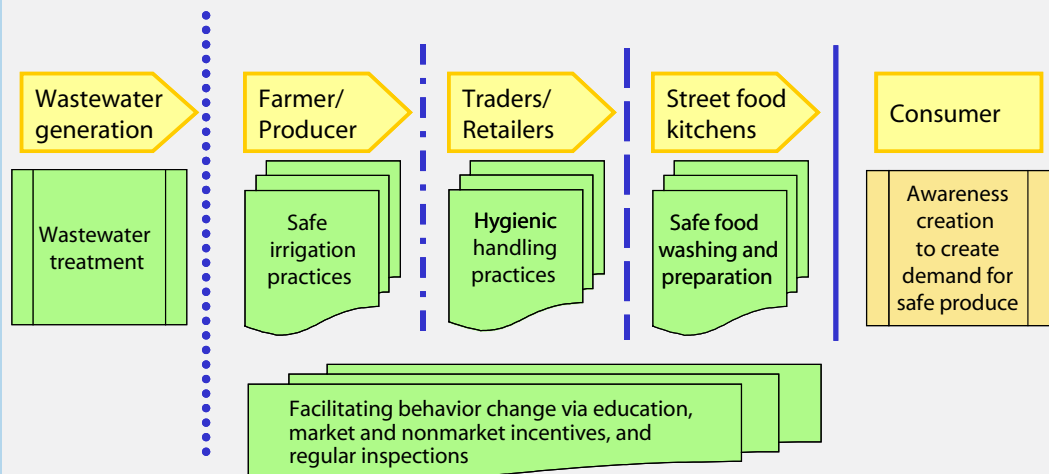 Wastewater
generation
Farmer/
Producer
Traders/
Retailers
Street food
kitchens
Consumer
Wastewater
treatment
Safe
irrigation
practices
Hygienic
handling
practices
Safe food
washing and
preparation
Awareness
creation
to create
demand for
safe produce
Facilitating behavior change via education,
market and nonmarket incentives, and
regular inspections